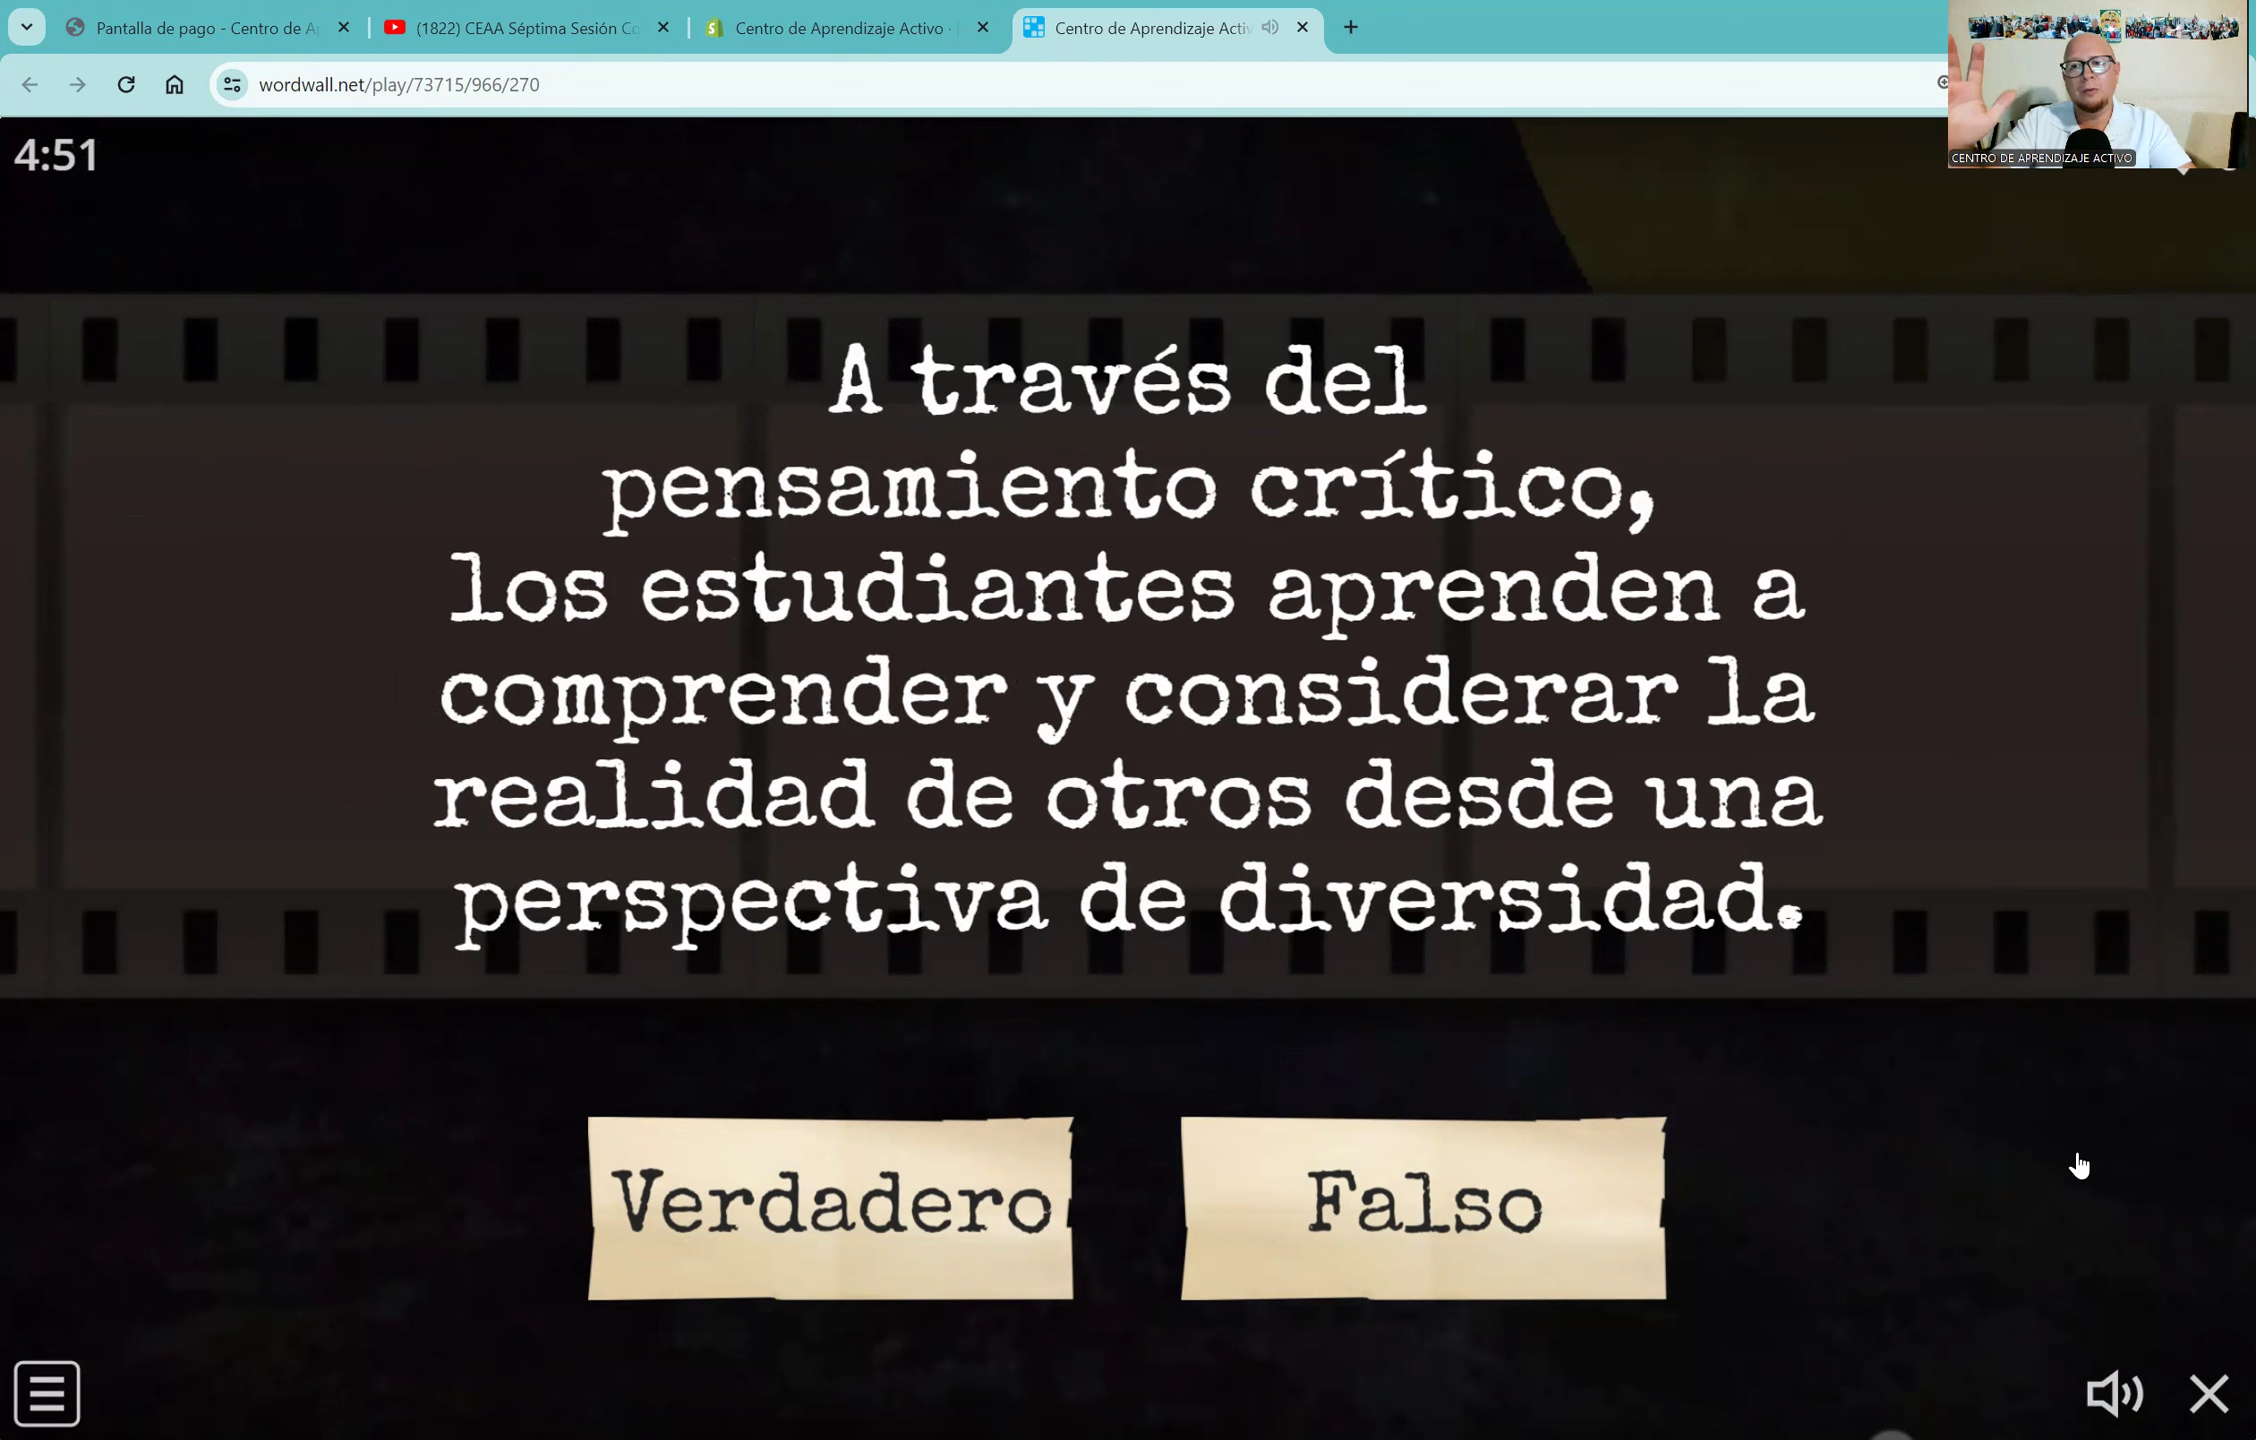 Pantalla de pago - Centro de A
(1822) CEAA Séptima Sesión Co
Centro de Aprendizaje Activo ·
Centro de Aprendizaje Activ
wordwall.net/play/73715/966/270
CENTRO DE APRENDIZAJE ACTIVO
4:51
A través del
pensamiento crítico,
los estudiantes aprenden a
comprender y considerar la
realidad de otros desde una
perspectiva de diversidad.
Verdadero
Falso